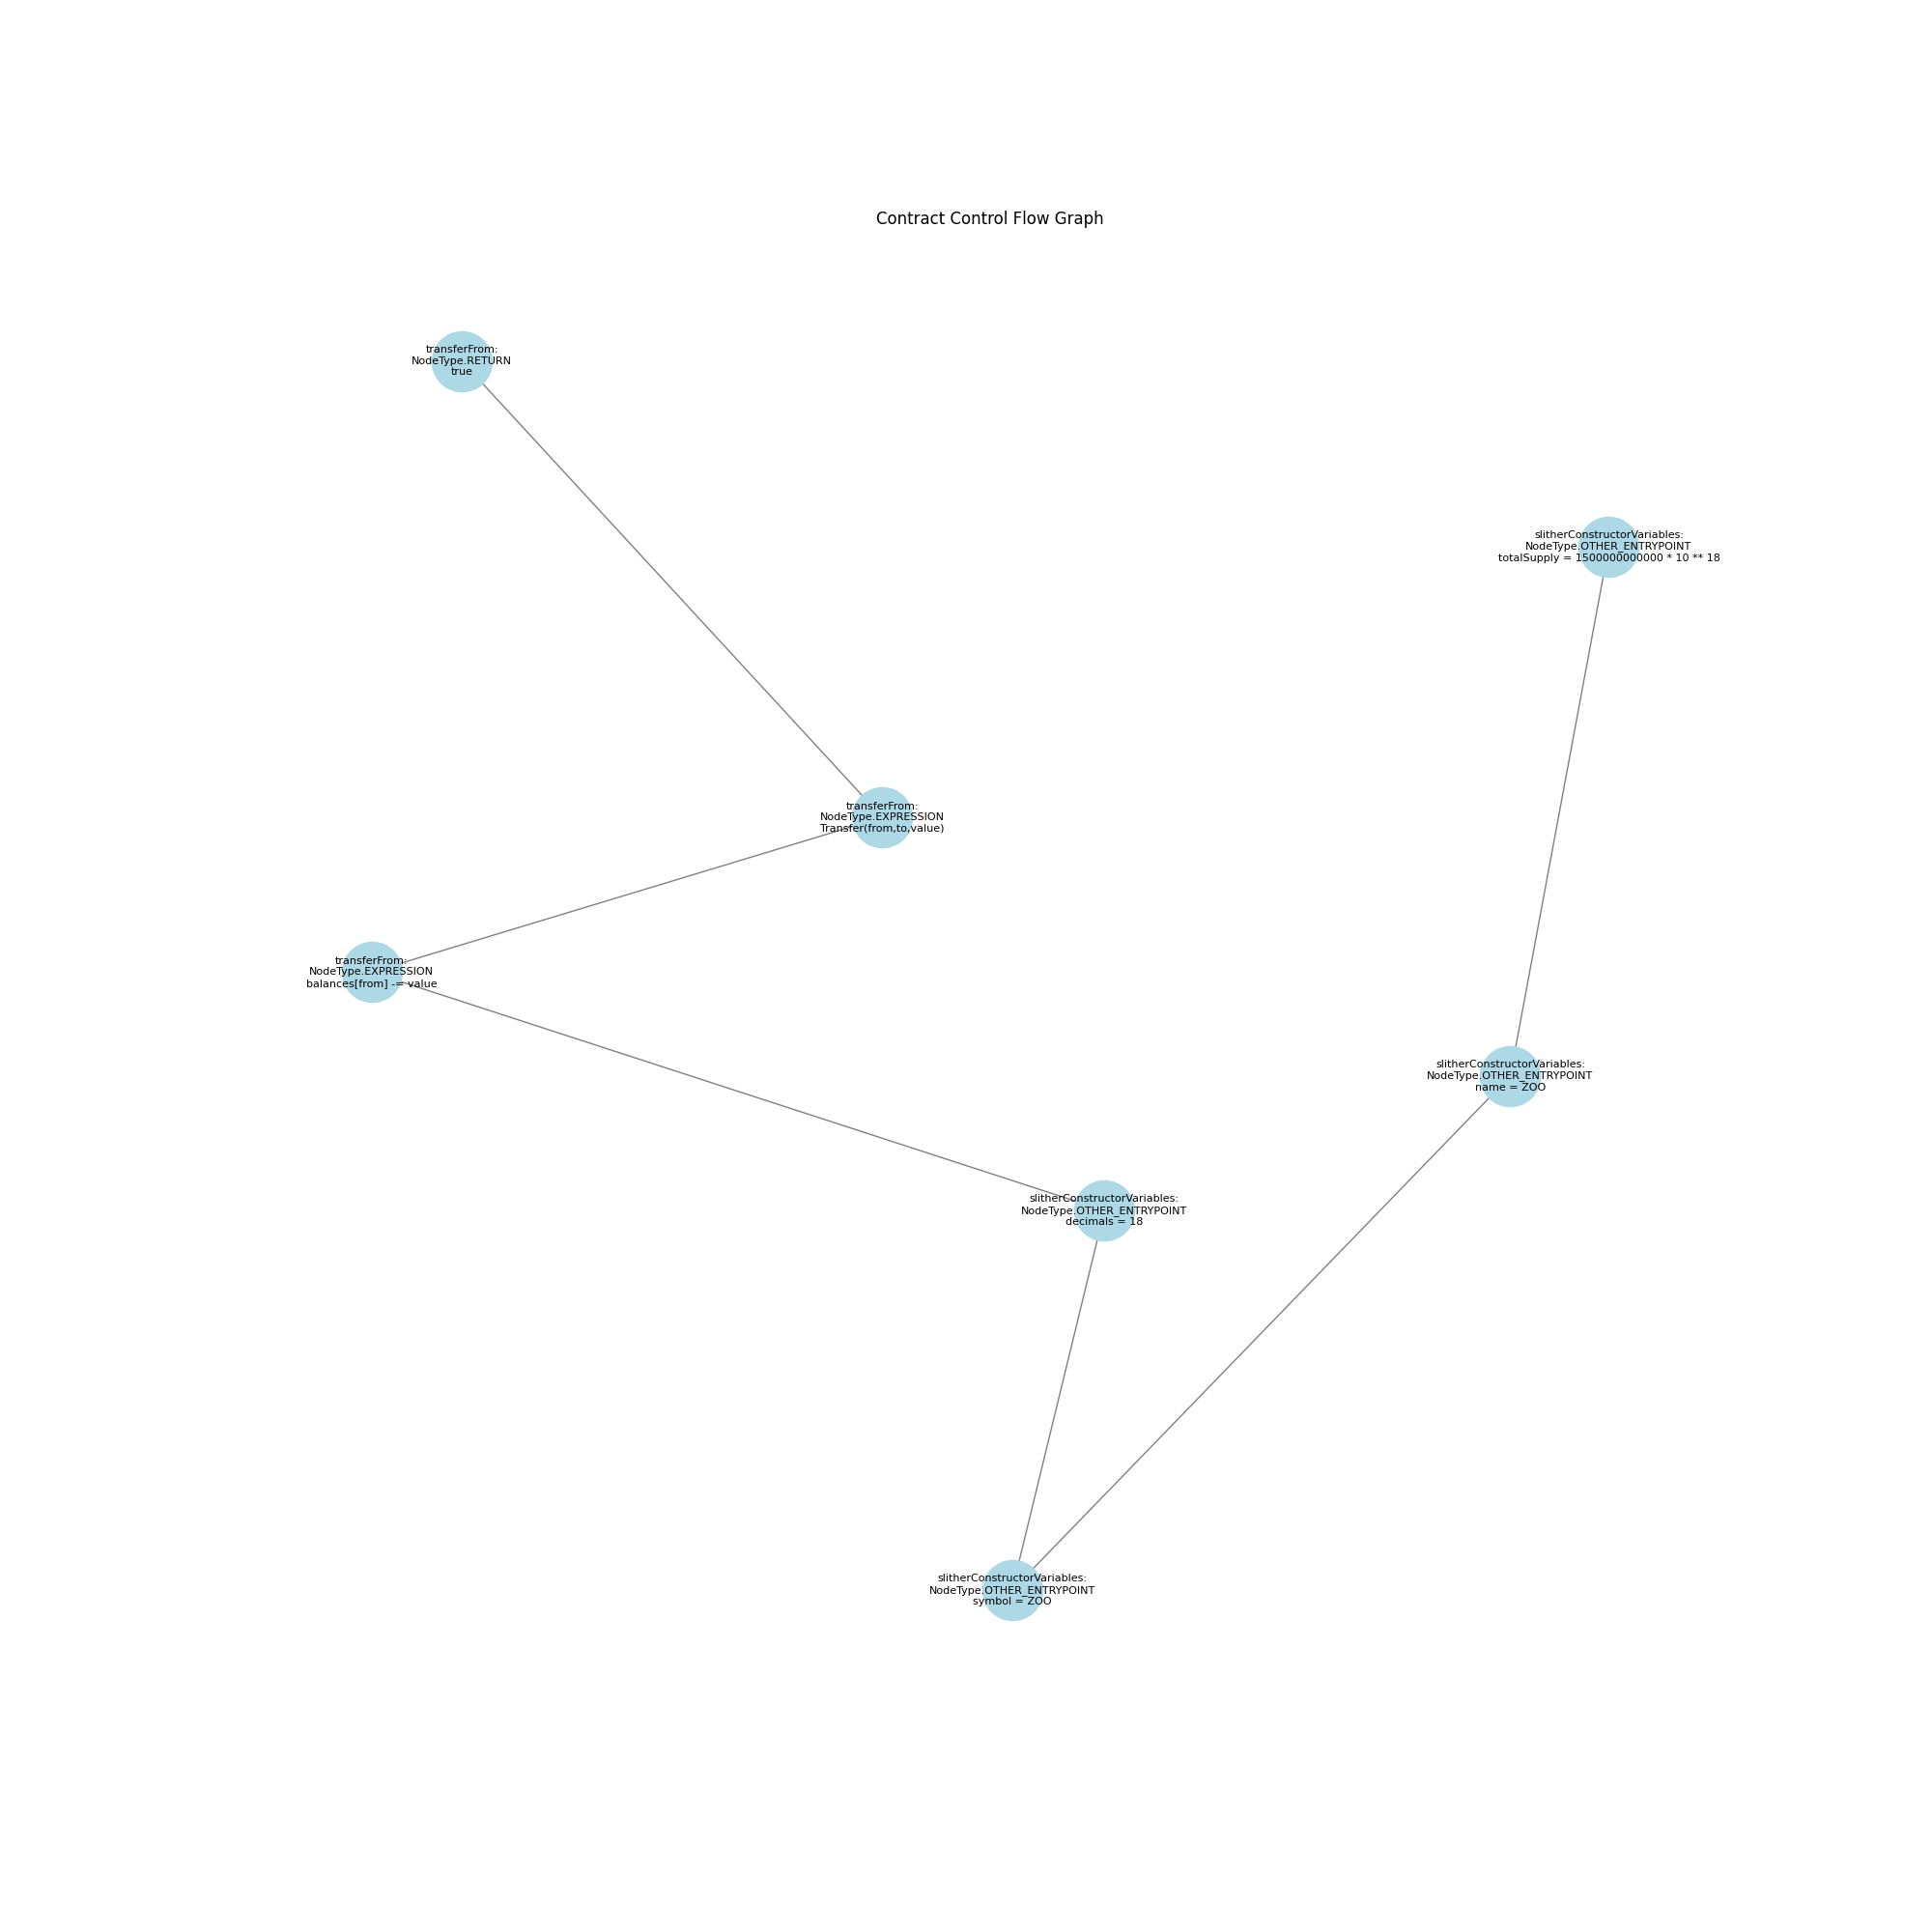 Contract Control Flow Graph
transferFrom:
NodeType.RETURN
true
slitherConstructorVariables:
NodeType.OTHER_ENTRYPOINT
totalSupply = 1500000000000 * 10 ** 18
transferFrom:
NodeType.EXPRESSION
Transfer(from,to,value)
transferFrom:
NodeType.EXPRESSION
balances[from] -= value
slitherConstructorVariables:
NodeType.OTHER_ENTRYPOINT
name = ZOO
slitherConstructorVariables:
NodeType.OTHER_ENTRYPOINT
decimals = 18
slitherConstructorVariables:
NodeType.OTHER_ENTRYPOINT
symbol = ZOO